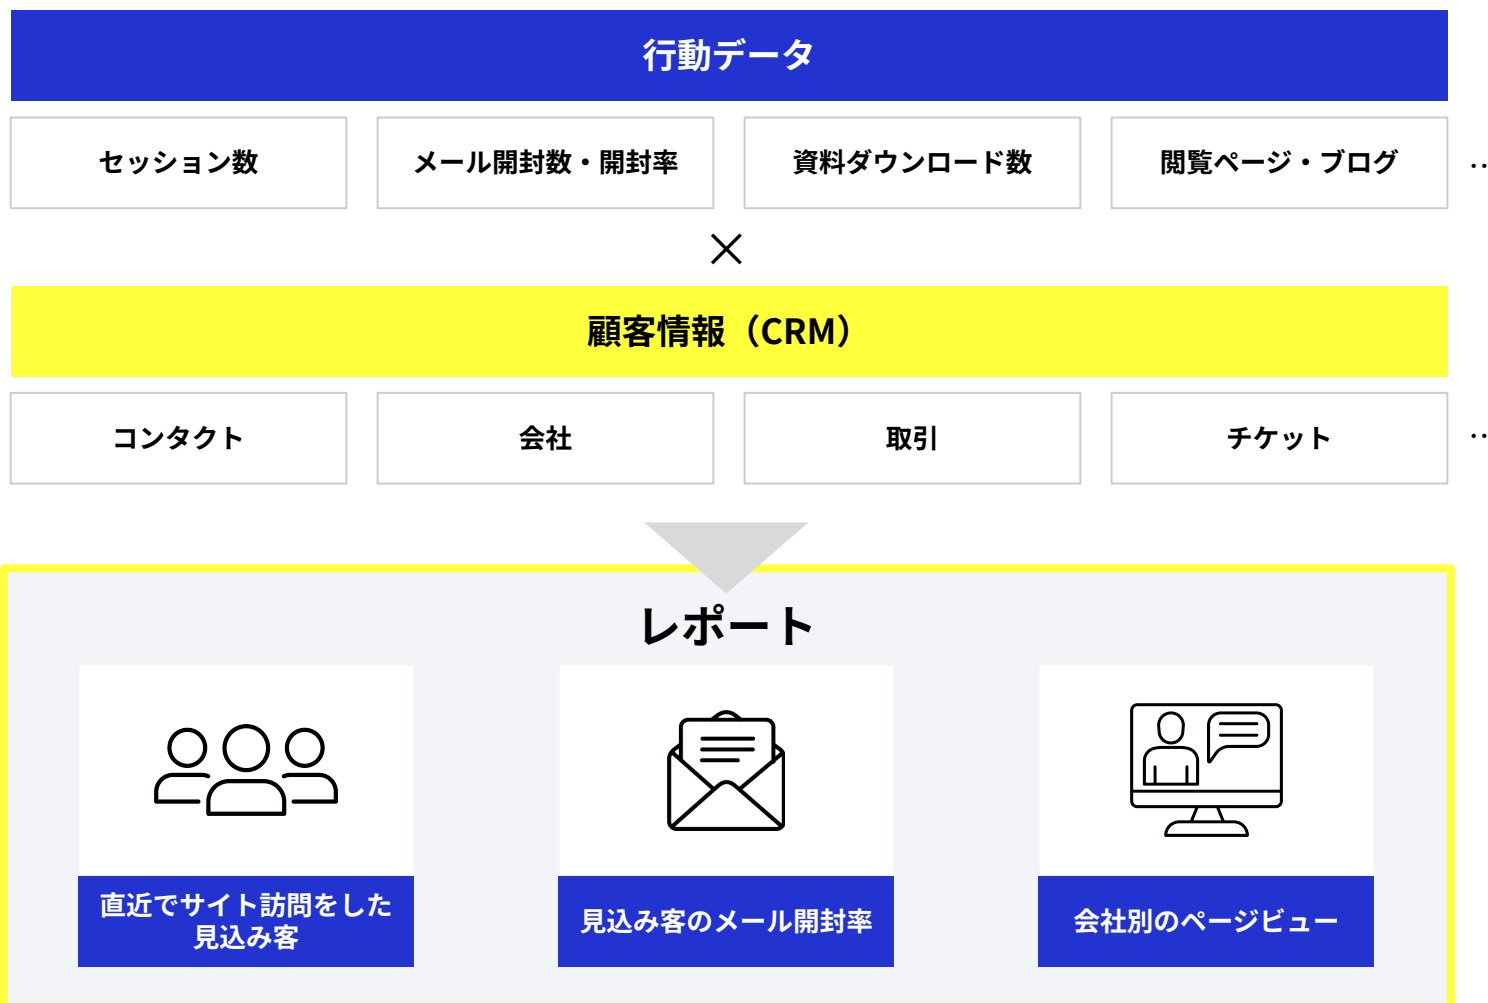 行動データ
セッション数
メール開封数・開封率
資料ダウンロード数
閲覧ページ・ブログ
‥
×
顧客情報（CRM）
コンタクト
会社
取引
チケット
‥
レポート
直近でサイト訪問をした
見込み客
見込み客のメール開封率
会社別のページビュー